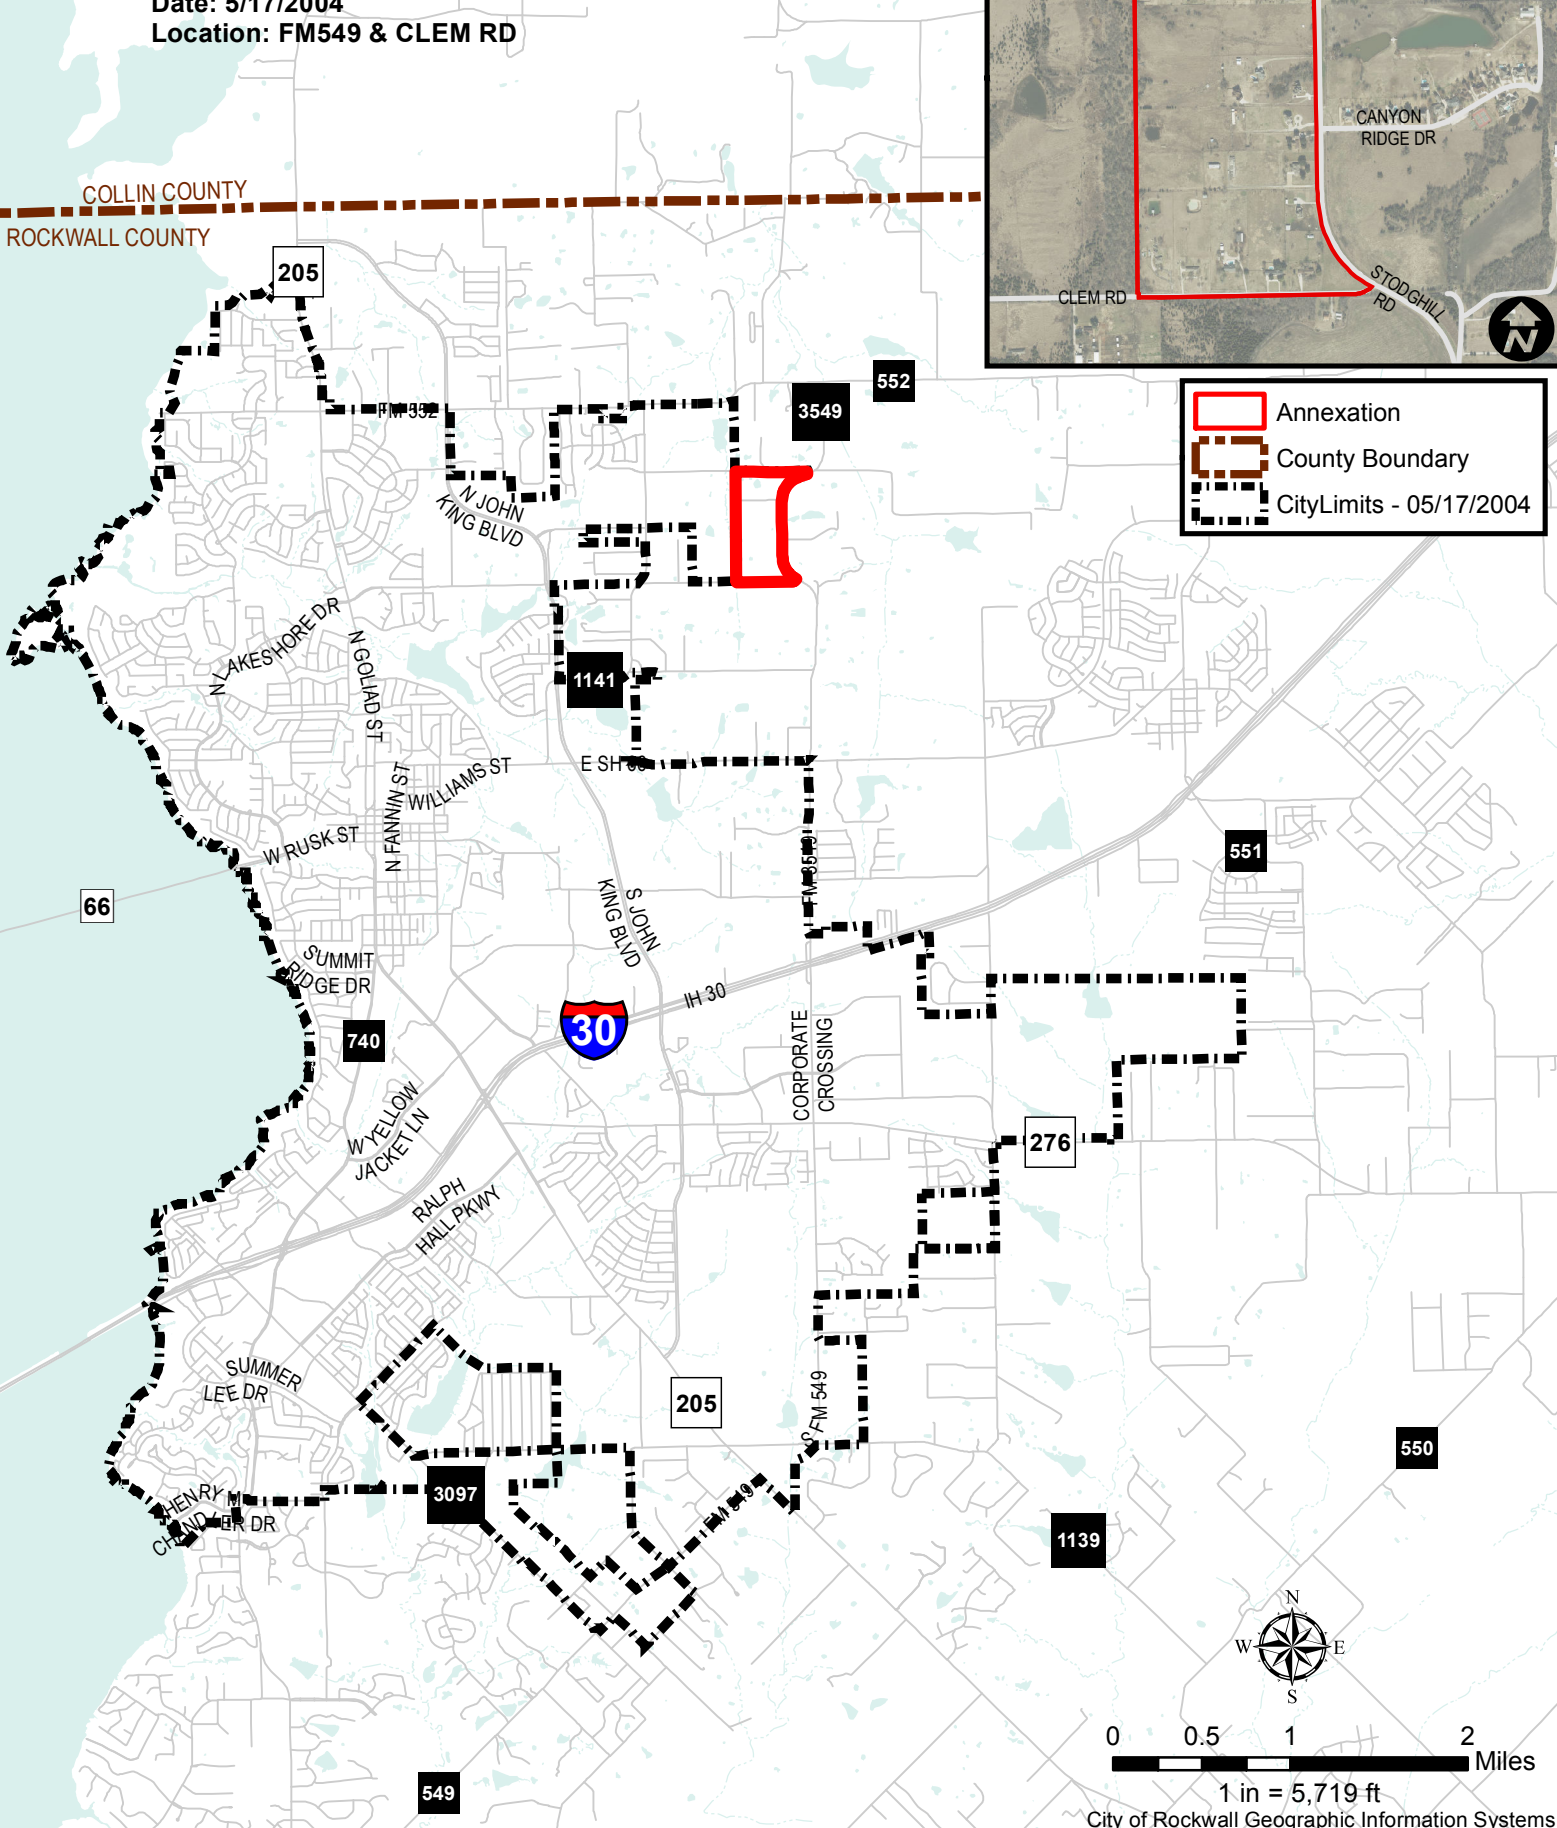 Date: 5/17/2004
Location: FM549 & CLEM RD
CANYON
RIDGE DR
CLEM RD
STODGHILL
RD
N
COLLIN COUNTY
ROCKWALL COUNTY
205
552
3549
Annexation
County Boundary
CityLimits - 05/17/2004
FM 552
N JOHN
KING BLVD
N LAKESHORE DR
N GOLIAD ST
1141
E SH 66
WILLIAMS ST
N FANNIN ST
W RUSK ST
FM 3549
551
66
S JOHN
KING BLVD
SUMMIT
RIDGE DR
IH 30
30
740
CORPORATE
CROSSING
W YELLOW
JACKET LN
276
RALPH
HALL PKWY
SUMMER
LEE DR
205
S FM 549
550
3097
HENRY M
CHANDLER DR
FM 549
1139
N
W
E
S
0 0.5 1 2
Miles
1 in = 5,719 ft
549
City of Rockwall Geographic Information Systems